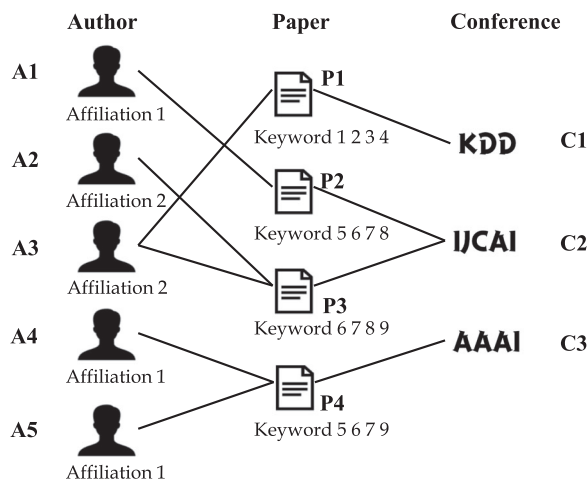 Author Paper Conference
A1
Affiliation 1
P1
Keyword 1 2 3 4
KDD C1
A2
Affiliation 2
P2
Keyword 5 6 7 8
IJCAI C2
A3
Affiliation 2
P3
Keyword 6 7 8 9
AAAI C3
A4
Affiliation 1
P4
Keyword 5 6 7 9
A5
Affiliation 1